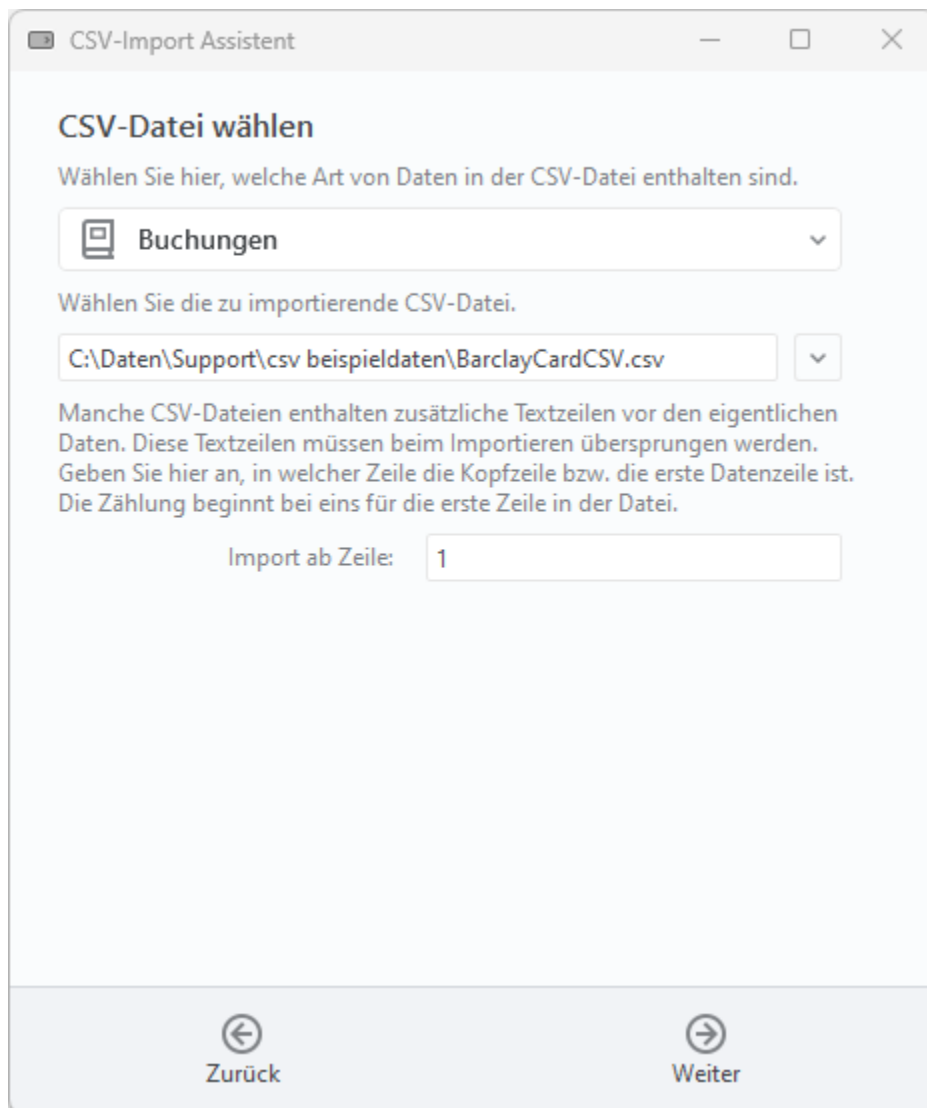 CSV-Import Assistent
CSV-Datei wählen
Wählen Sie hier, welche Art von Daten in der CSV-Datei enthalten sind.
Buchungen
Wählen Sie die zu importierende CSV-Datei.
C:\Daten\Support\csv beispieldaten\BarclayCardCSV.csv
Manche CSV-Dateien enthalten zusätzliche Textzeilen vor den eigentlichen
Daten. Diese Textzeilen müssen beim Importieren übersprungen werden.
Geben Sie hier an, in welcher Zeile die Kopfzeile bzw. die erste Datenzeile ist.
Die Zählung beginnt bei eins für die erste Zeile in der Datei.
Import ab Zeile: 1
Zurück Weiter